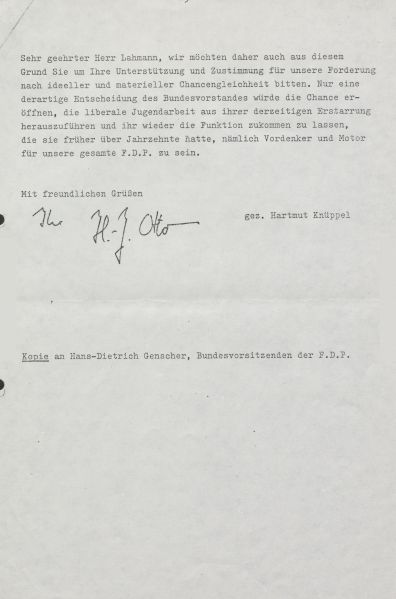 Sehr geehrter Herr Lahmann, wir möchten daher auch aus diesem
Grund Sie um Ihre Unterstützung und Zustimmung für unsere Forderung
nach ideeller und materieller Chancengleichheit bitten. Nur eine
derartige Entscheidung des Bundesvorstandes würde die Chance er-
öffnen, die liberale Jugendarbeit aus ihrer derzeitigen Erstarrung
herauszuführen und ihr wieder die Funktion zukommen zu lassen,
die sie früher über Jahrzehnte hatte, nämlich Vordenker und Motor
für unsere gesamte F.D.P. zu sein.
Mit freundlichen Grüßen
Ihr H.-J. Otto
gez. Hartmut Knüppel
Kopie an Hans-Dietrich Genscher, Bundesvorsitzenden der F.D.P.